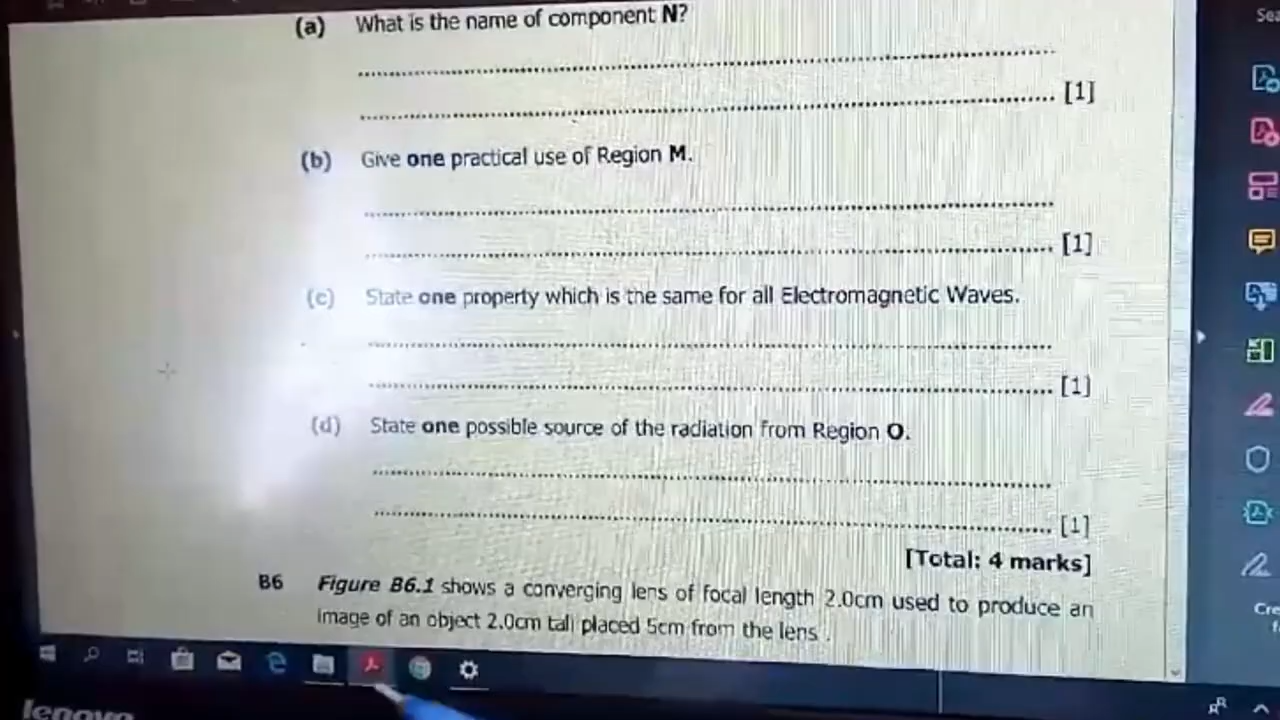 (a) What is the name of component N?
[1]
(b) Give one practical use of Region M.
[1]
(c) State one property which is the same for all Electromagnetic Waves.
[1]
(d) State one possible source of the radiation from Region O.
[1]
[Total: 4 marks]
B6 Figure B6.1 shows a converging lens of focal length 2.0cm used to produce an
image of an object 2.0cm tall placed 5cm from the lens .
Sea
Cre
lenovo